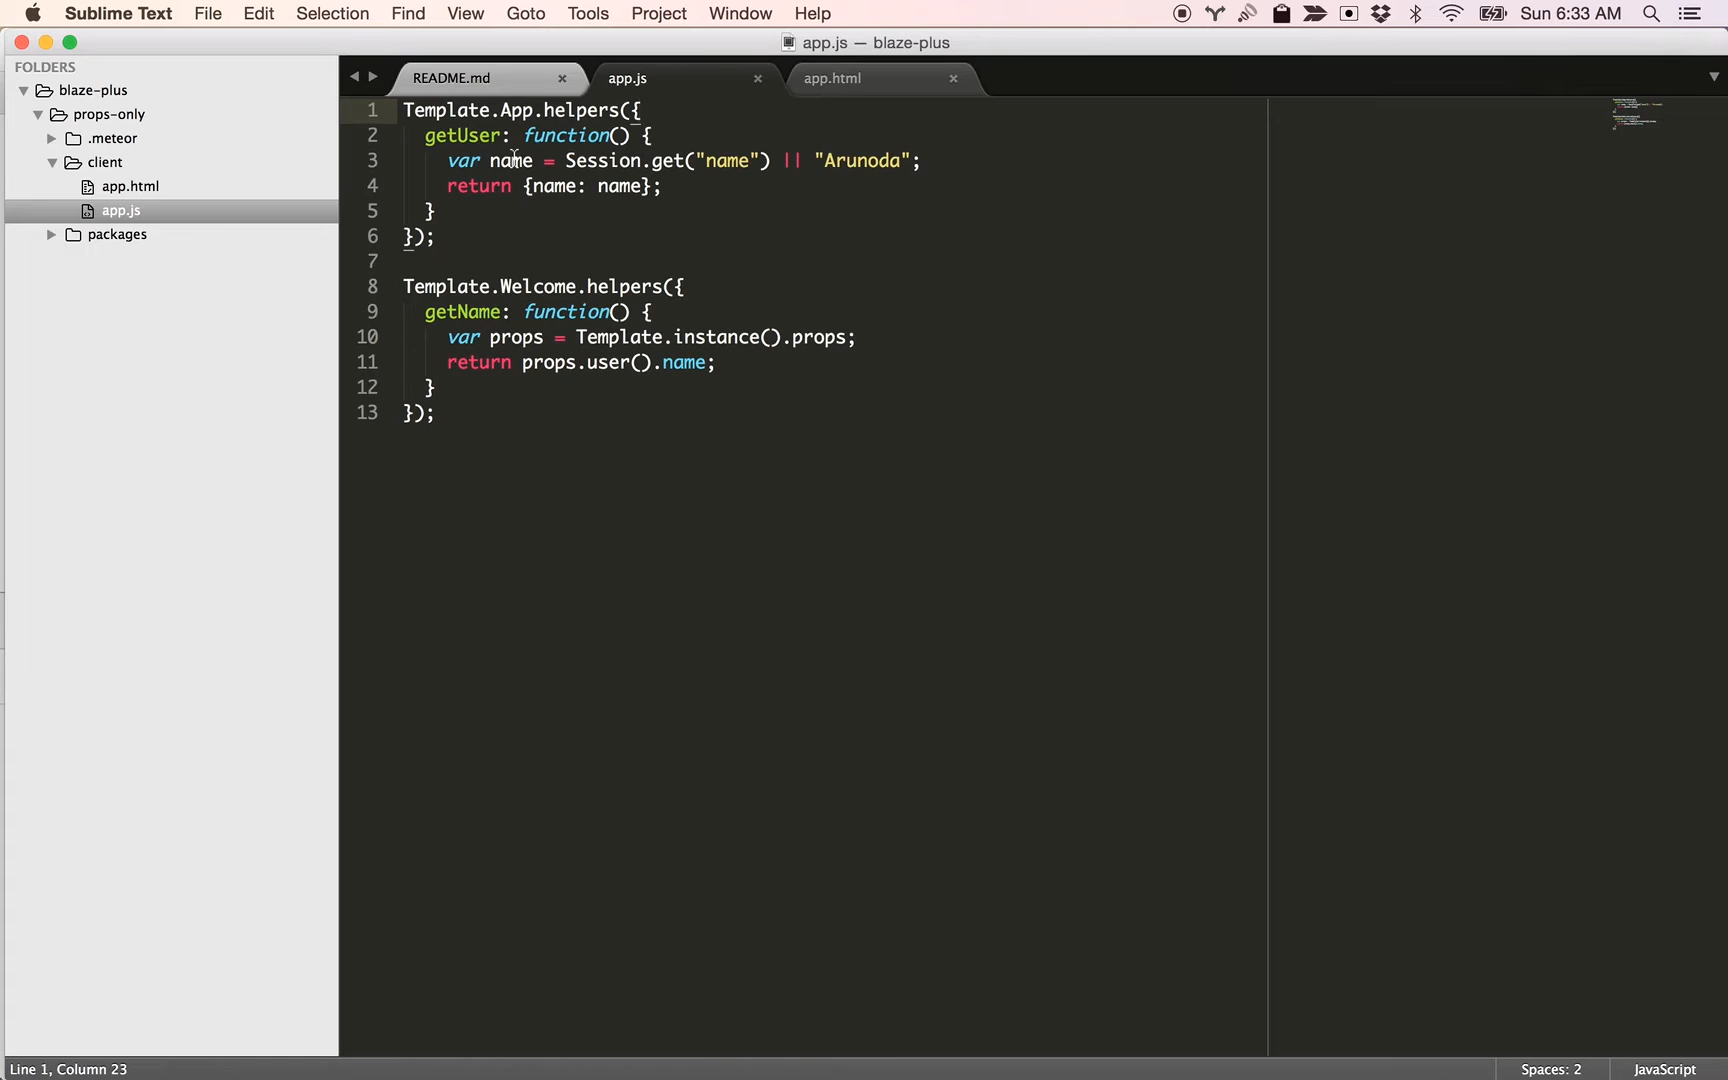 Sublime Text File Edit Selection Find View Goto Tools Project Window Help Sun 6:33 AM
app.js — blaze-plus
FOLDERS
blaze-plus
props-only
.meteor
client
app.html
app.js
packages
README.md × app.js × app.html ×
1 Template.App.helpers({
2 getUser: function() {
3 var name = Session.get("name") || "Arunoda";
4 return {name: name};
5 }
6 });
7
8 Template.Welcome.helpers({
9 getName: function() {
10 var props = Template.instance().props;
11 return props.user().name;
12 }
13 });
Line 1, Column 23 Spaces: 2 JavaScript